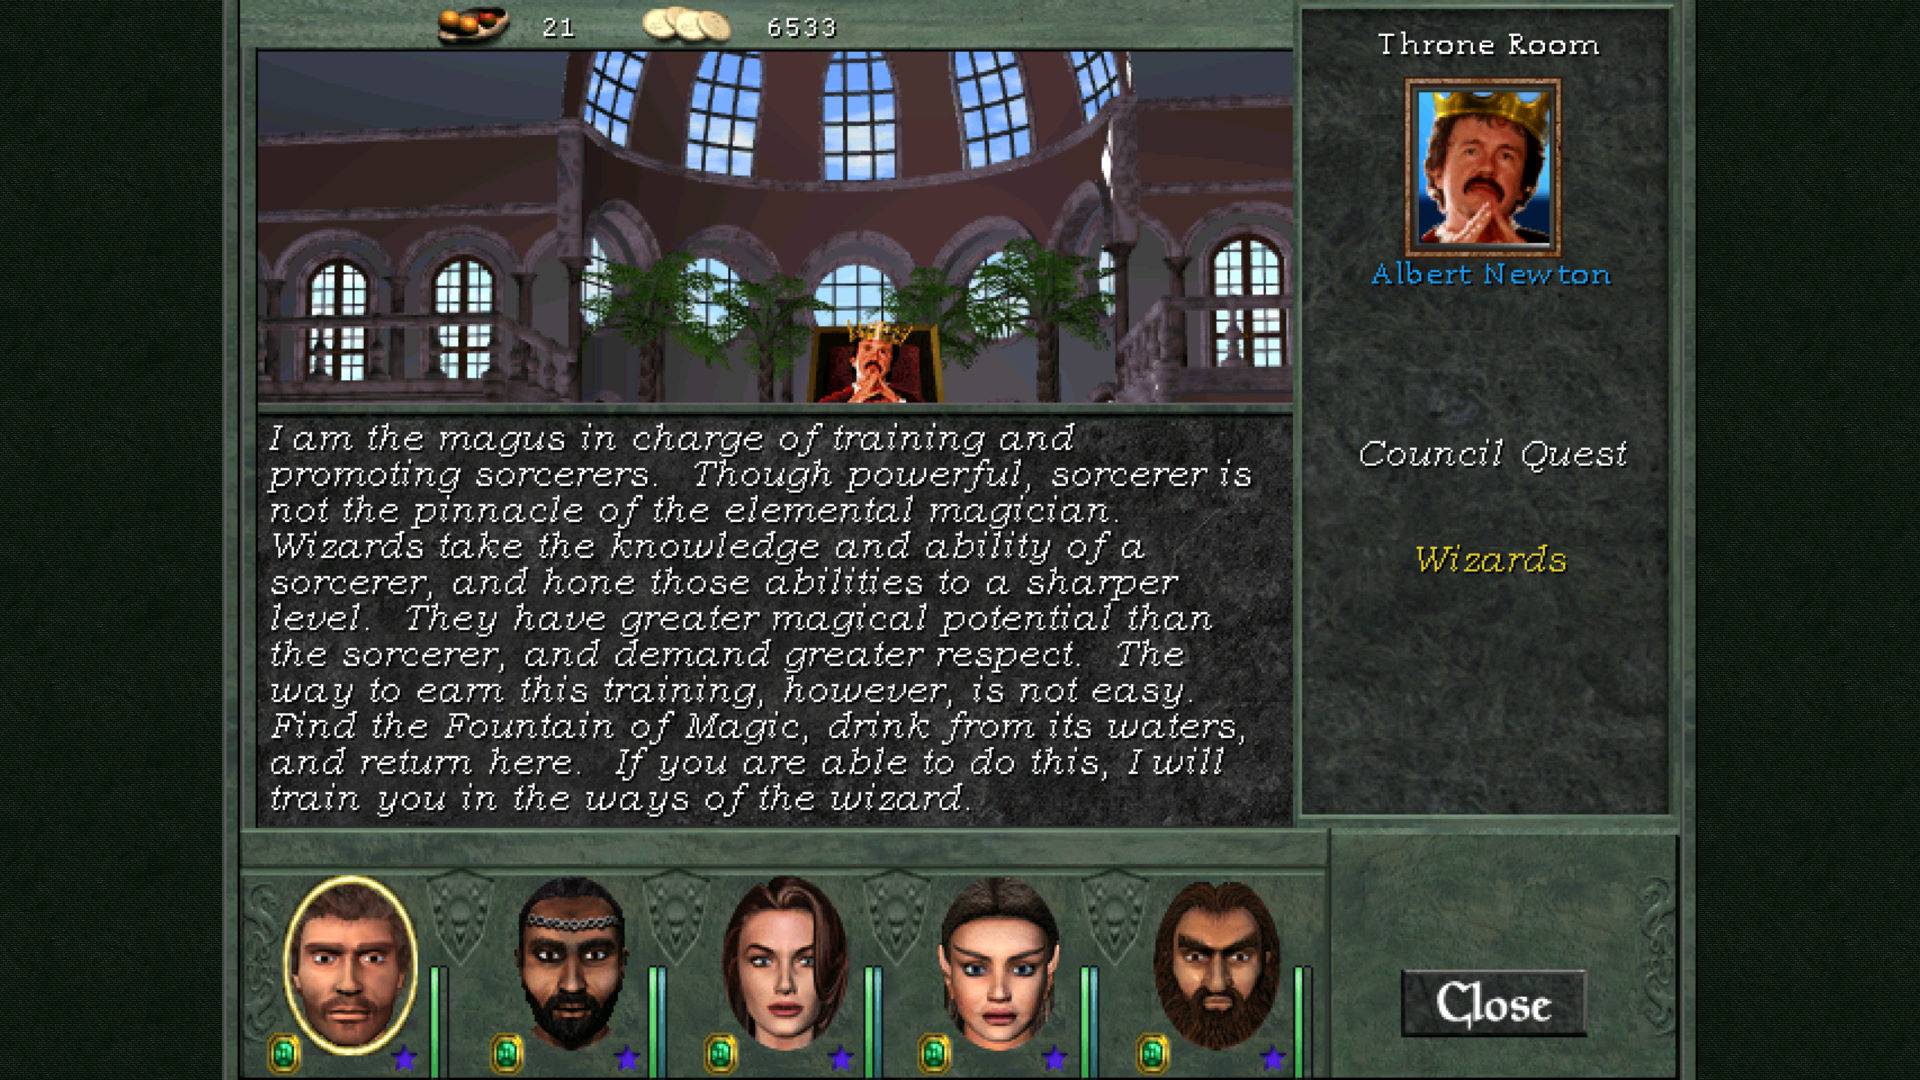 21 6533
Throne Room
Albert Newton
I am the magus in charge of training and
promoting sorcerers.  Though powerful, sorcerer is
not the pinnacle of the elemental magician.
Wizards take the knowledge and ability of a
sorcerer, and hone those abilities to a sharper
level.  They have greater magical potential than
the sorcerer, and demand greater respect.  The
way to earn this training, however, is not easy.
Find the Fountain of Magic, drink from its waters,
and return here.  If you are able to do this, I will
train you in the ways of the wizard.
Council Quest
Wizards
Close